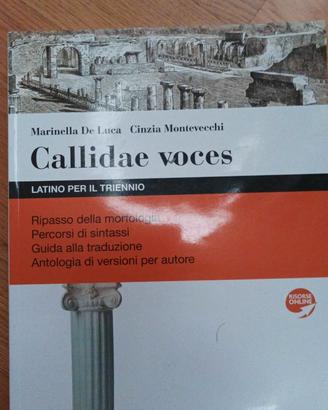 Marinella De Luca Cinzia Montevecchi
Callidae voces
LATINO PER IL TRIENNIO
Ripasso della morfologia
Percorsi di sintassi
Guida alla traduzione
Antologia di versioni per autore
RISORSE
ONLINE